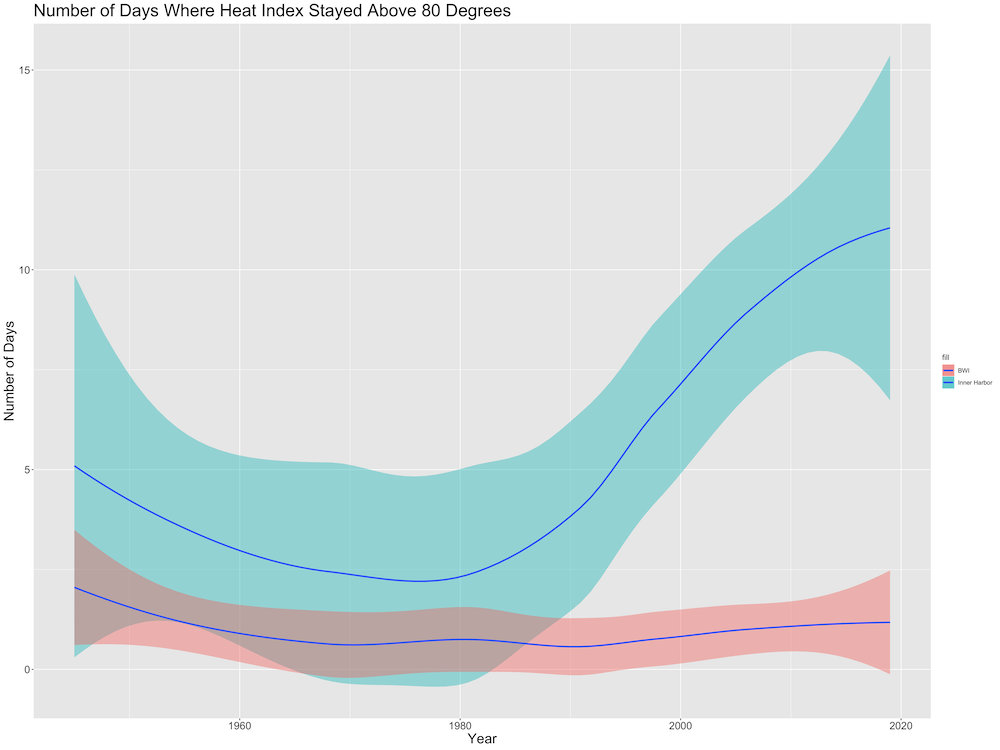 Number of Days Where Heat Index Stayed Above 80 Degrees
15
10
5
0
Number of Days
1960
1980
2000
2020
Year
fill
BWI
Inner Harbor